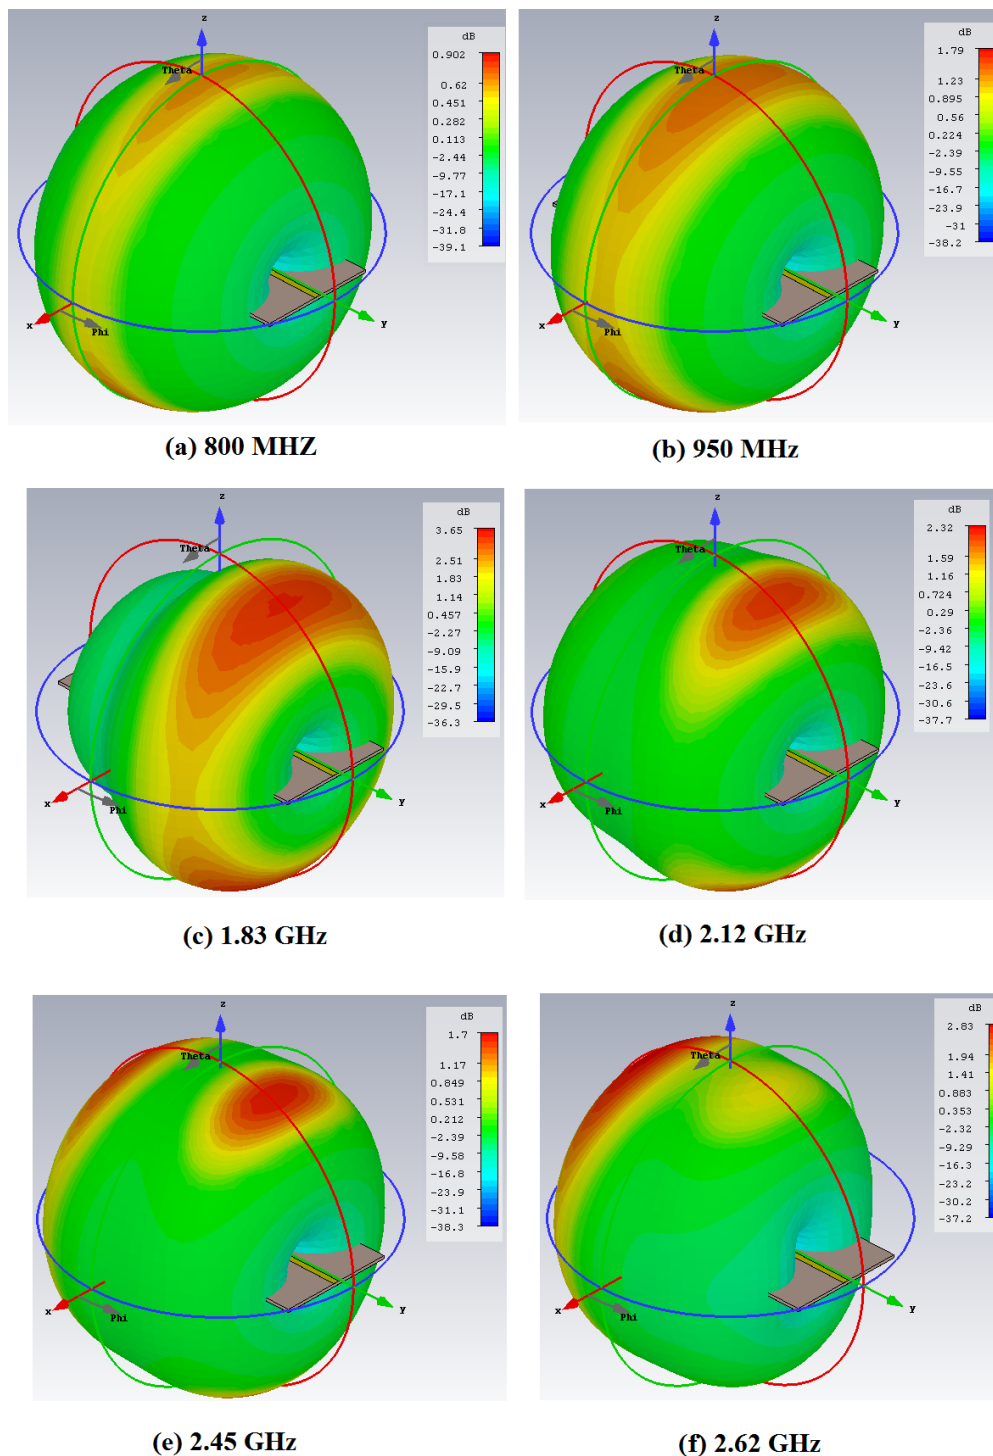 z
dB
0.902
0.62
0.451
0.282
0.113
-2.44
-9.77
-17.1
-24.4
-31.8
-39.1
Theta
x
Phi
y
(a) 800 MHZ
z
dB
1.79
1.23
0.895
0.56
0.224
-2.39
-9.55
-16.7
-23.9
-31
-38.2
Theta
x
Phi
y
(b) 950 MHz
z
dB
3.65
2.51
1.83
1.14
0.457
-2.27
-9.09
-15.9
-22.7
-29.5
-36.3
Theta
x
Phi
y
(c) 1.83 GHz
z
dB
2.32
1.59
1.16
0.724
0.29
-2.36
-9.42
-16.5
-23.6
-30.6
-37.7
Theta
x
Phi
y
(d) 2.12 GHz
z
dB
1.7
1.17
0.849
0.531
0.212
-2.39
-9.58
-16.8
-23.9
-31.1
-38.3
Theta
x
Phi
y
(e) 2.45 GHz
z
dB
2.83
1.94
1.41
0.883
0.353
-2.32
-9.29
-16.3
-23.2
-30.2
-37.2
Theta
x
Phi
y
(f) 2.62 GHz